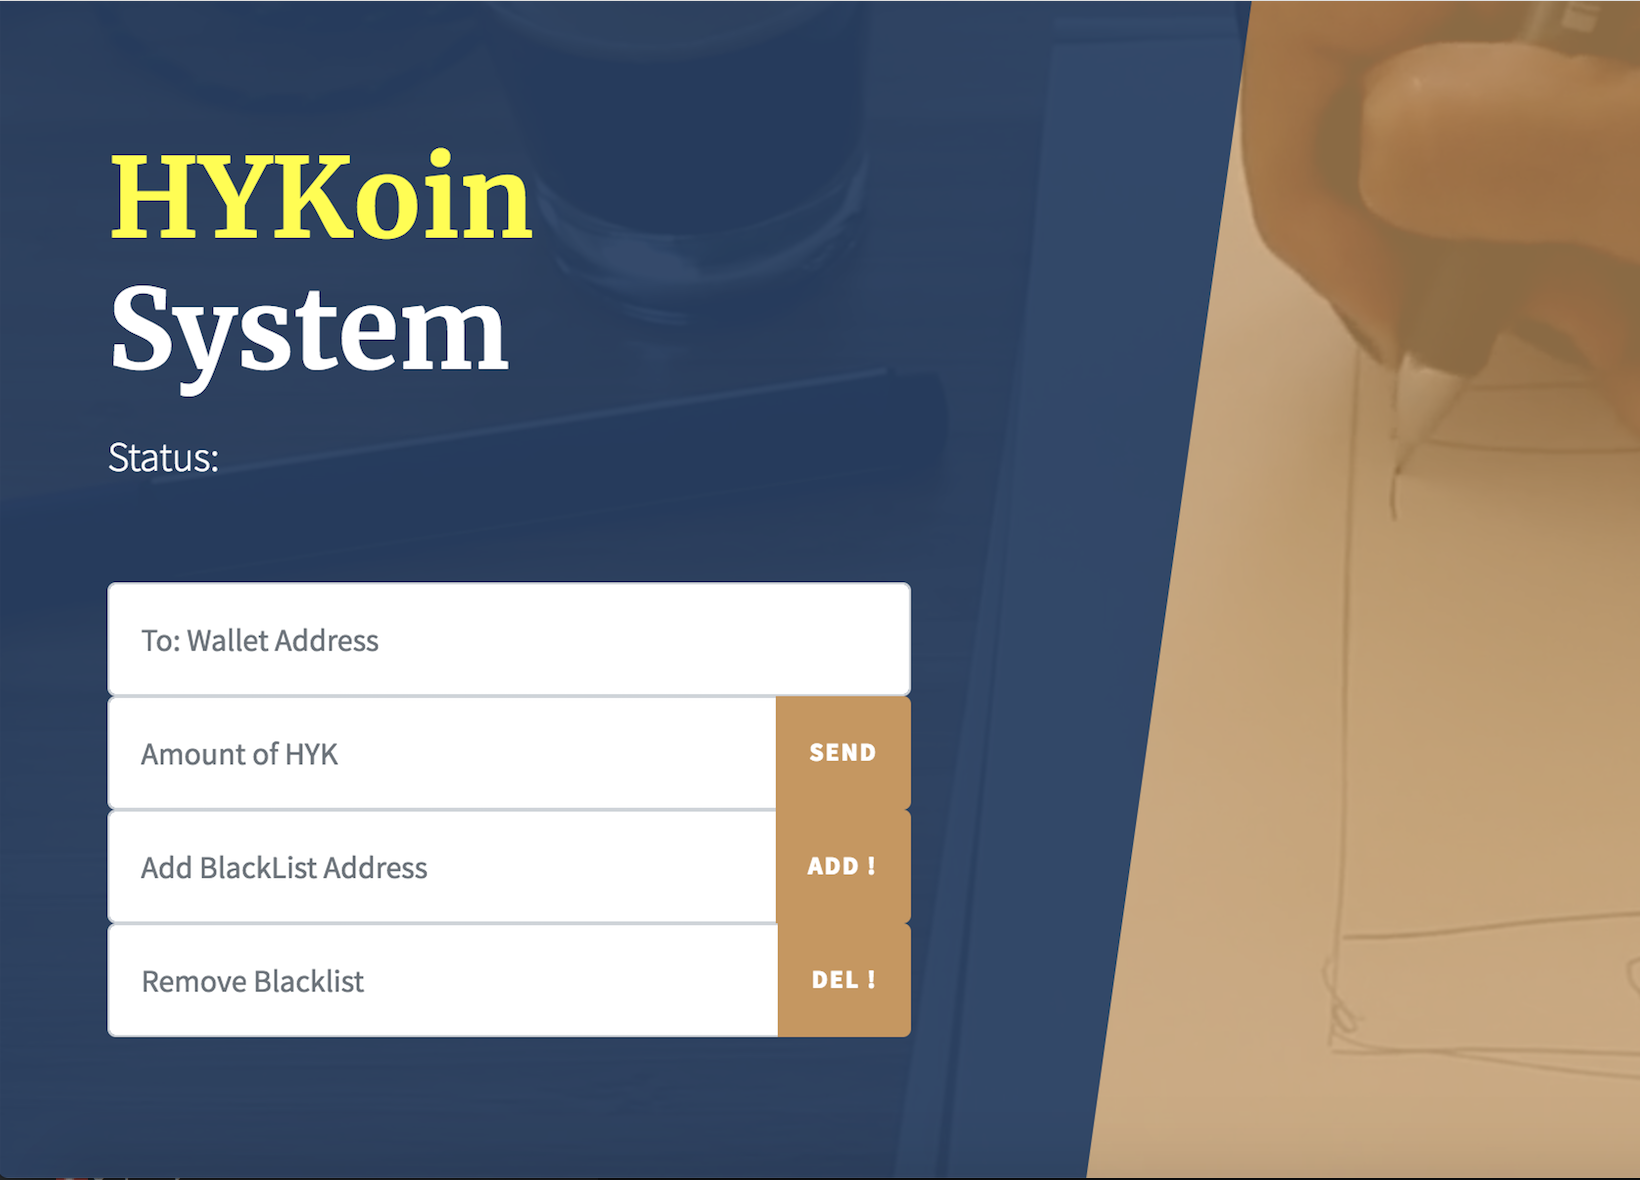 HYKoin
System
Status:
To: Wallet Address
Amount of HYK
SEND
Add BlackList Address
ADD !
Remove Blacklist
DEL !